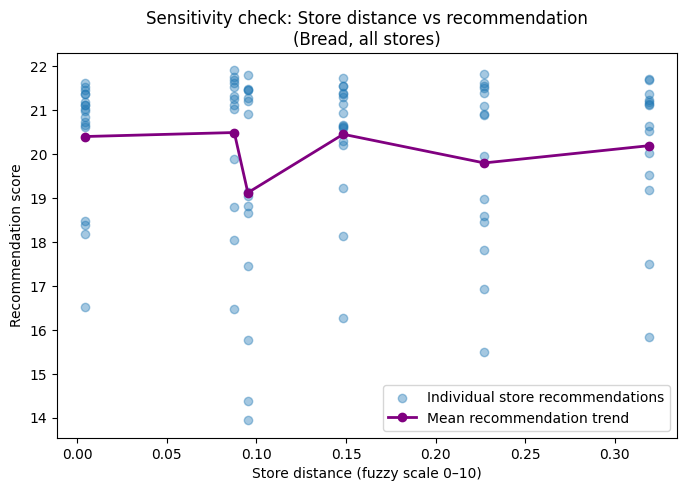 Sensitivity check: Store distance vs recommendation
(Bread, all stores)
Recommendation score
22
21
20
19
18
17
16
15
14
Individual store recommendations
Mean recommendation trend
0.00
0.05
0.10
0.15
0.20
0.25
0.30
Store distance (fuzzy scale 0–10)